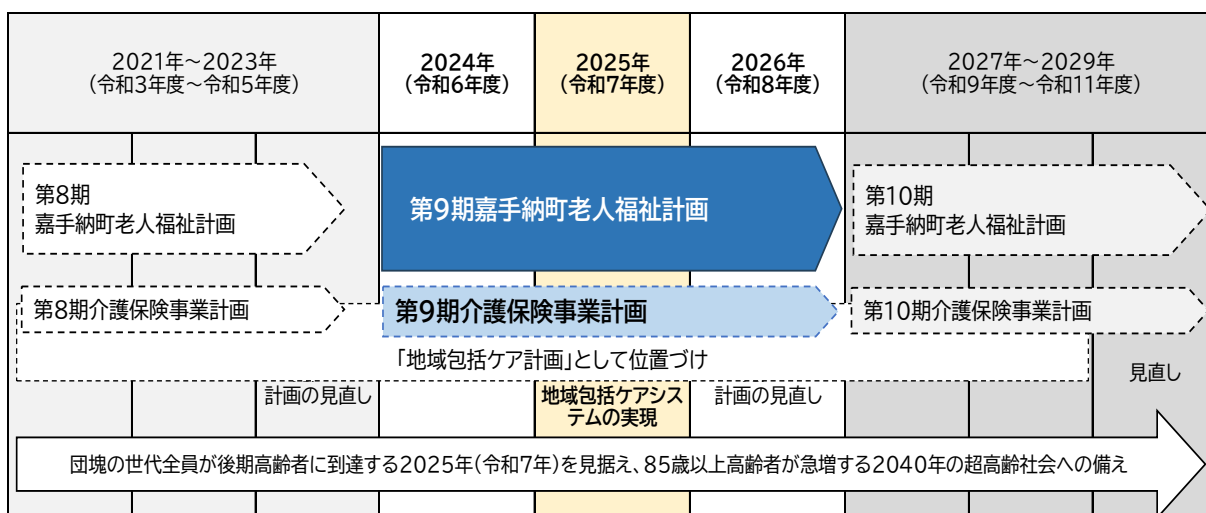 2021年~2023年
(令和3年度~令和5年度)
2024年
(令和6年度)
2025年
(令和7年度)
2026年
(令和8年度)
2027年~2029年
(令和9年度~令和11年度)
第8期
嘉手納町老人福祉計画
第9期嘉手納町老人福祉計画
第10期
嘉手納町老人福祉計画
第8期介護保険事業計画
第9期介護保険事業計画
第10期介護保険事業計画
「地域包括ケア計画」として位置づけ
計画の見直し
地域包括ケアシス
テムの実現
計画の見直し
見直し
団塊の世代全員が後期高齢者に到達する2025年(令和7年)を見据え、85歳以上高齢者が急増する2040年の超高齢社会への備え